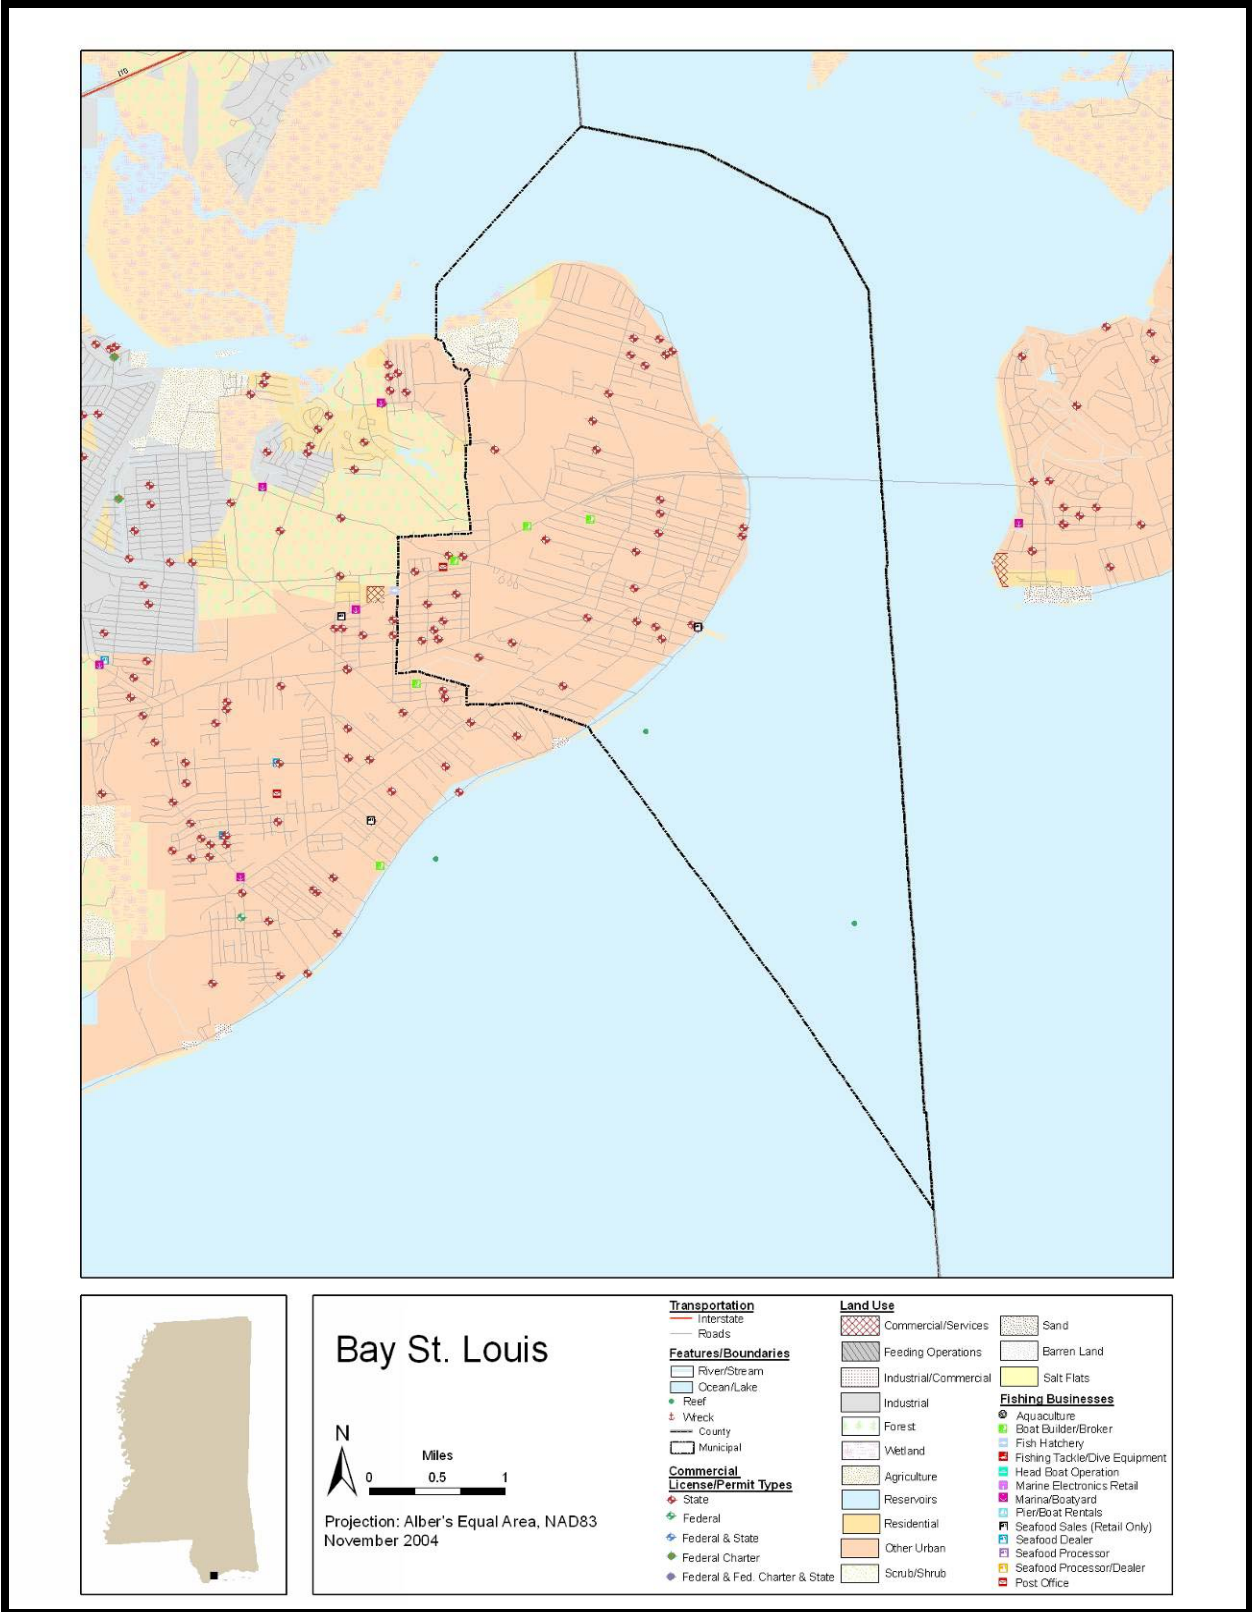 I10
Bay St. Louis
N
Miles
0 0.5 1
Projection: Alber's Equal Area, NAD83
November 2004
Transportation
Interstate
Roads
Features/Boundaries
River/Stream
Ocean/Lake
Reef
Wreck
County
Municipal
Commercial
License/Permit Types
State
Federal
Federal & State
Federal Charter
Federal & Fed. Charter & State
Land Use
Commercial/Services
Feeding Operations
Industrial/Commercial
Industrial
Forest
Wetland
Agriculture
Reservoirs
Residential
Other Urban
Scrub/Shrub
Sand
Barren Land
Salt Flats
Fishing Businesses
Aquaculture
Boat Builder/Broker
Fish Hatchery
Fishing Tackle/Dive Equipment
Head Boat Operation
Marine Electronics Retail
Marina/Boatyard
Pier/Boat Rentals
Seafood Sales (Retail Only)
Seafood Dealer
Seafood Processor
Seafood Processor/Dealer
Post Office